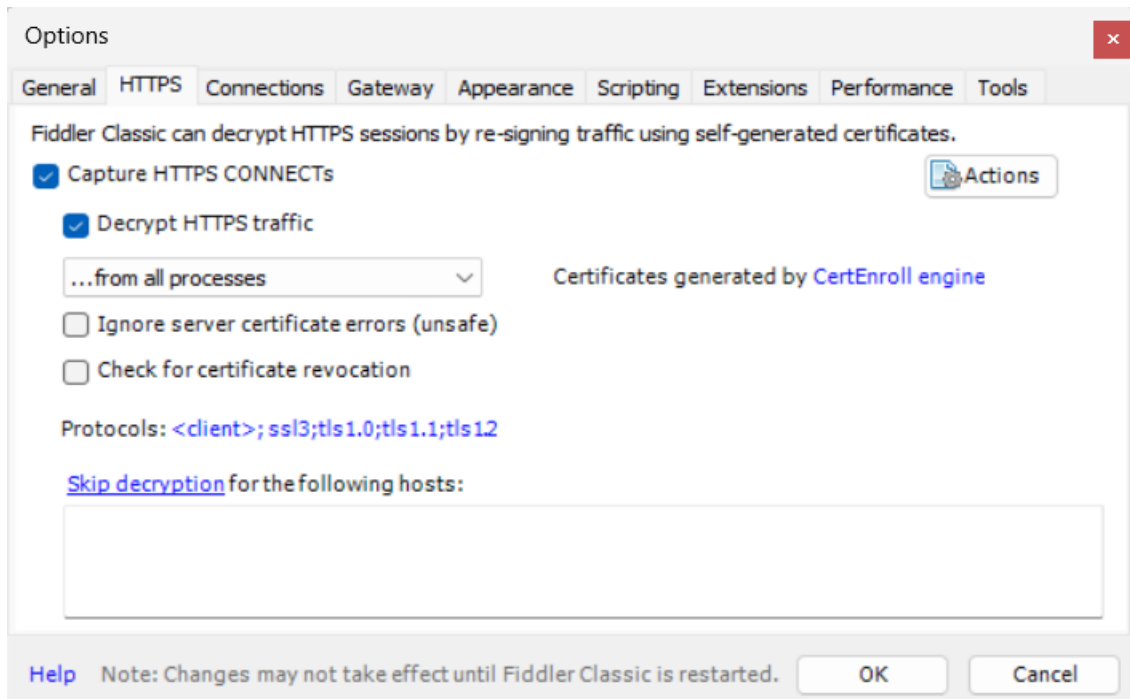 Options
General HTTPS Connections Gateway Appearance Scripting Extensions Performance Tools
Fiddler Classic can decrypt HTTPS sessions by re-signing traffic using self-generated certificates.
Capture HTTPS CONNECTs
Actions
Decrypt HTTPS traffic
...from all processes
Certificates generated by CertEnroll engine
Ignore server certificate errors (unsafe)
Check for certificate revocation
Protocols: <client>; ssl3;tls1.0;tls1.1;tls1.2
Skip decryption for the following hosts:
Help Note: Changes may not take effect until Fiddler Classic is restarted. OK Cancel